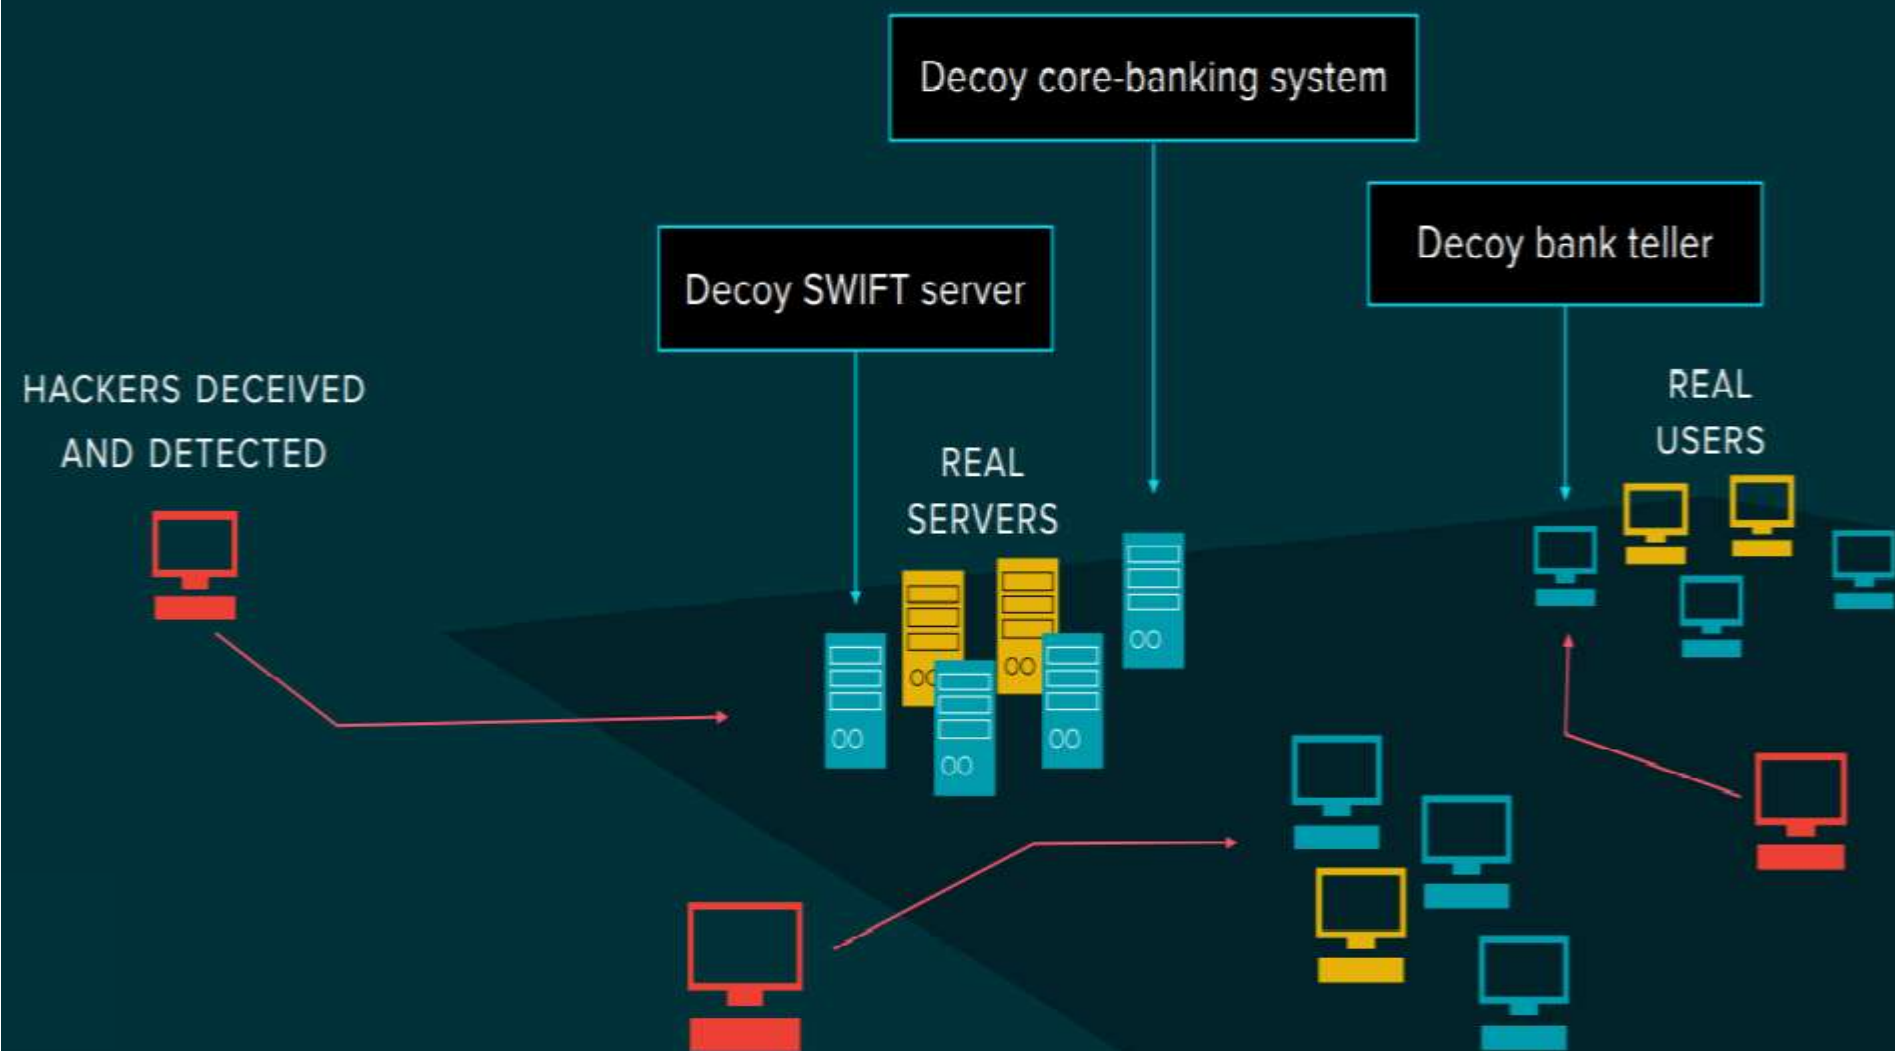 Decoy core-banking system
Decoy bank teller
Decoy SWIFT server
HACKERS DECEIVED
AND DETECTED
REAL
SERVERS
REAL
USERS